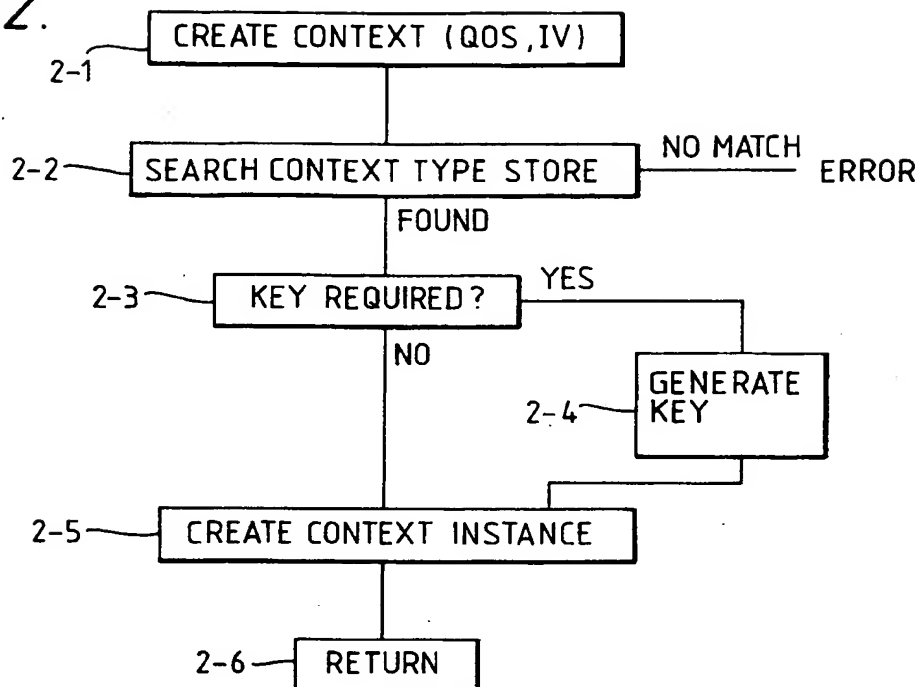 2.
CREATE CONTEXT (QOS,IV)
2-1
2-2
SEARCH CONTEXT TYPE STORE
NO MATCH
ERROR
FOUND
2-3
KEY REQUIRED?
YES
NO
GENERATE
KEY
2-4
2-5
CREATE CONTEXT INSTANCE
2-6
RETURN